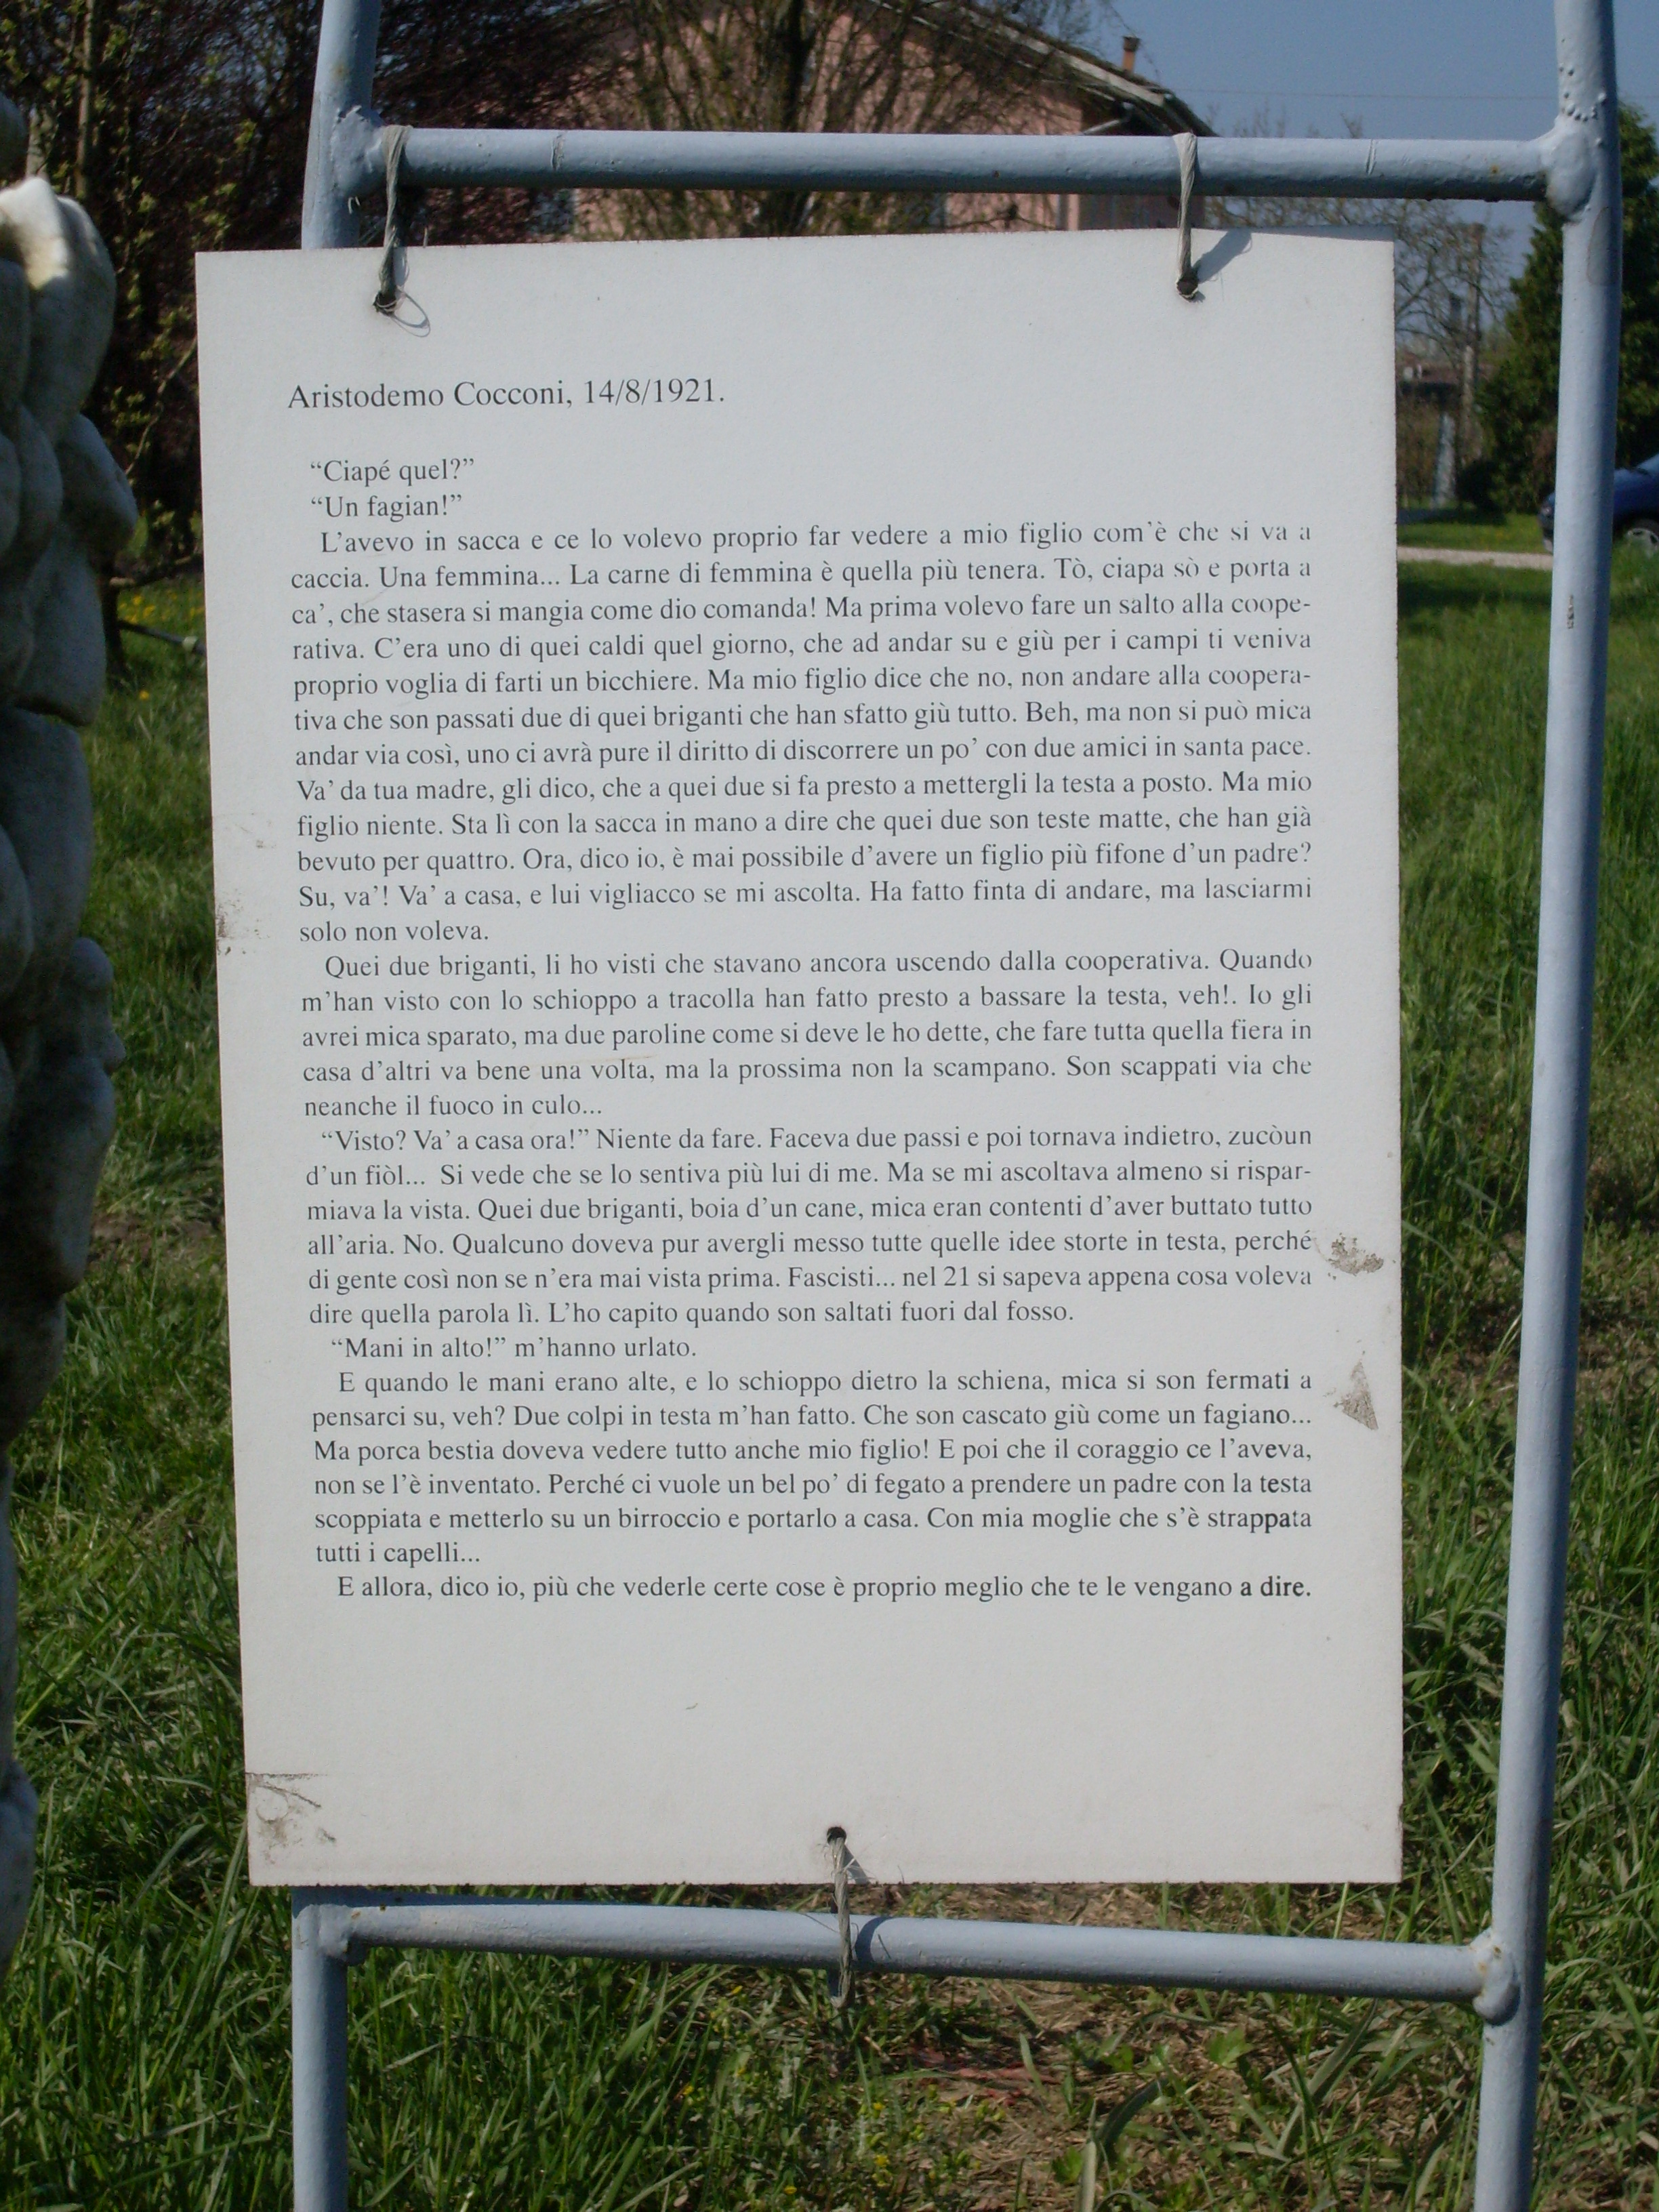 Aristodemo Cocconi, 14/8/1921.
“Ciapé quel?”
“Un fagian!”
L’avevo in sacca e ce lo volevo proprio far vedere a mio figlio com’è che si va a
caccia. Una femmina... La carne di femmina è quella più tenera. Tò, ciapa sò e porta a
ca’, che stasera si mangia come dio comanda! Ma prima volevo fare un salto alla coope-
rativa. C’era uno di quei caldi quel giorno, che ad andar su e giù per i campi ti veniva
proprio voglia di farti un bicchiere. Ma mio figlio dice che no, non andare alla coopera-
tiva che son passati due di quei briganti che han sfatto giù tutto. Beh, ma non si può mica
andar via così, uno ci avrà pure il diritto di discorrere un po’ con due amici in santa pace.
Va’ da tua madre, gli dico, che a quei due si fa presto a mettergli la testa a posto. Ma mio
figlio niente. Sta lì con la sacca in mano a dire che quei due son teste matte, che han già
bevuto per quattro. Ora, dico io, è mai possibile d’avere un figlio più fifone d’un padre?
Su, va’! Va’ a casa, e lui vigliacco se mi ascolta. Ha fatto finta di andare, ma lasciarmi
solo non voleva.
Quei due briganti, li ho visti che stavano ancora uscendo dalla cooperativa. Quando
m’han visto con lo schioppo a tracolla han fatto presto a bassare la testa, veh!. Io gli
avrei mica sparato, ma due paroline come si deve le ho dette, che fare tutta quella fiera in
casa d’altri va bene una volta, ma la prossima non la scampano. Son scappati via che
neanche il fuoco in culo...
“Visto? Va’ a casa ora!” Niente da fare. Faceva due passi e poi tornava indietro, zucòun
d’un fiòl... Si vede che se lo sentiva più lui di me. Ma se mi ascoltava almeno si rispar-
miava la vista. Quei due briganti, boia d’un cane, mica eran contenti d’aver buttato tutto
all’aria. No. Qualcuno doveva pur avergli messo tutte quelle idee storte in testa, perché
di gente così non se n’era mai vista prima. Fascisti... nel 21 si sapeva appena cosa voleva
dire quella parola lì. L’ho capito quando son saltati fuori dal fosso.
“Mani in alto!” m’hanno urlato.
E quando le mani erano alte, e lo schioppo dietro la schiena, mica si son fermati a
pensarci su, veh? Due colpi in testa m’han fatto. Che son cascato giù come un fagiano...
Ma porca bestia doveva vedere tutto anche mio figlio! E poi che il coraggio ce l’aveva,
non se l’è inventato. Perché ci vuole un bel po’ di fegato a prendere un padre con la testa
scoppiata e metterlo su un birroccio e portarlo a casa. Con mia moglie che s’è strappata
tutti i capelli...
E allora, dico io, più che vederle certe cose è proprio meglio che te le vengano a dire.